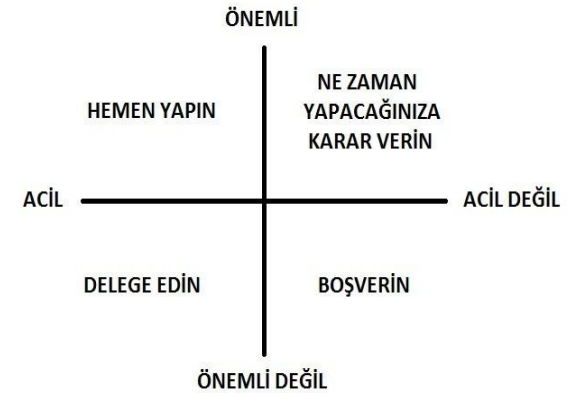 ÖNEMLİ
HEMEN YAPIN
NE ZAMAN
YAPACAĞINIZA
KARAR VERİN
ACİL
ACİL DEĞİL
DELEGE EDİN
BOŞVERİN
ÖNEMLİ DEĞİL